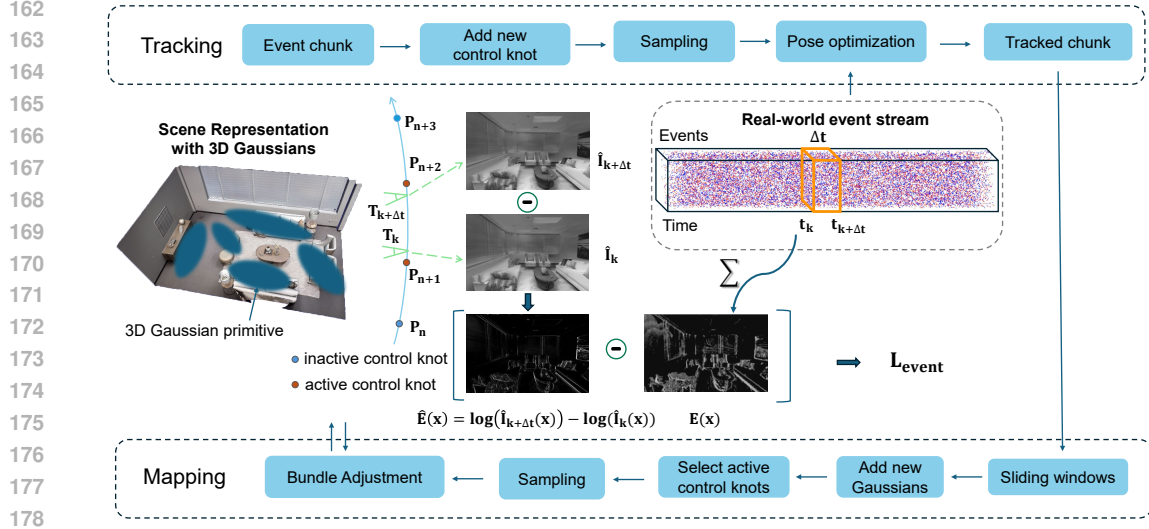 162
163
164
165
166
167
168
169
170
171
172
173
174
175
176
177
178
Tracking
Event chunk
Add new
control knot
Sampling
Pose optimization
Tracked chunk
Scene Representation
with 3D Gaussians
3D Gaussian primitive
P_{n+3}
P_{n+2}
T_{k+Δt}
T_k
P_{n+1}
P_n
inactive control knot
active control knot
Î_{k+Δt}
Î_k
Real-world event stream
Events
Δt
Time
t_k
t_{k+Δt}
∑
L_{event}
Ê(x) = log(Î_{k+Δt}(x)) − log(Î_k(x))
E(x)
Mapping
Bundle Adjustment
Sampling
Select active
control knots
Add new
Gaussians
Sliding windows